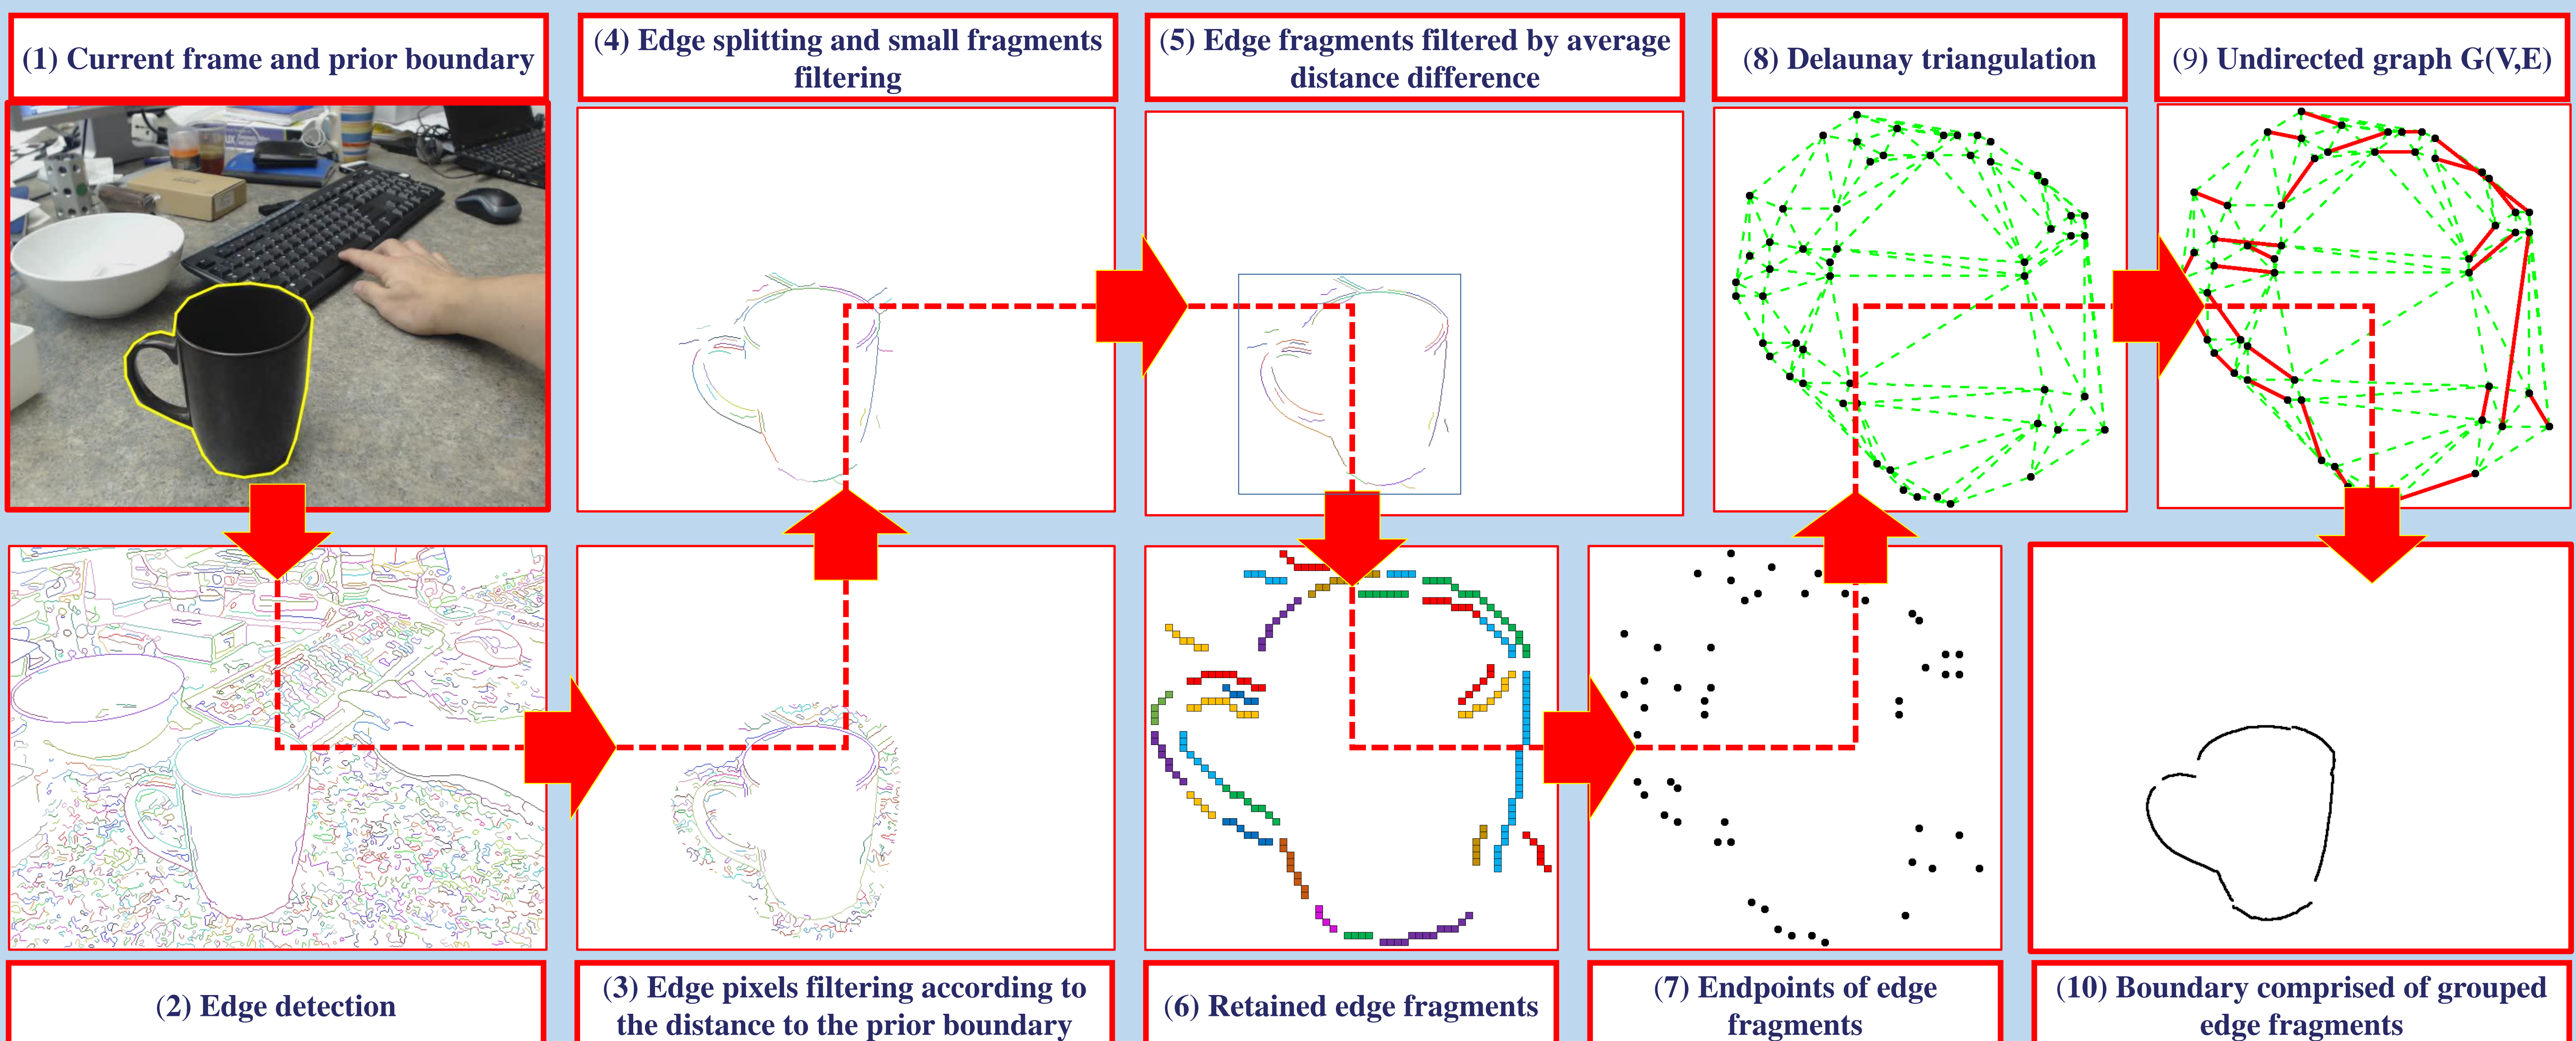 (1) Current frame and prior boundary
(4) Edge splitting and small fragments
filtering
(5) Edge fragments filtered by average
distance difference
(8) Delaunay triangulation
(9) Undirected graph G(V,E)
(2) Edge detection
(3) Edge pixels filtering according to
the distance to the prior boundary
(6) Retained edge fragments
(7) Endpoints of edge
fragments
(10) Boundary comprised of grouped
edge fragments